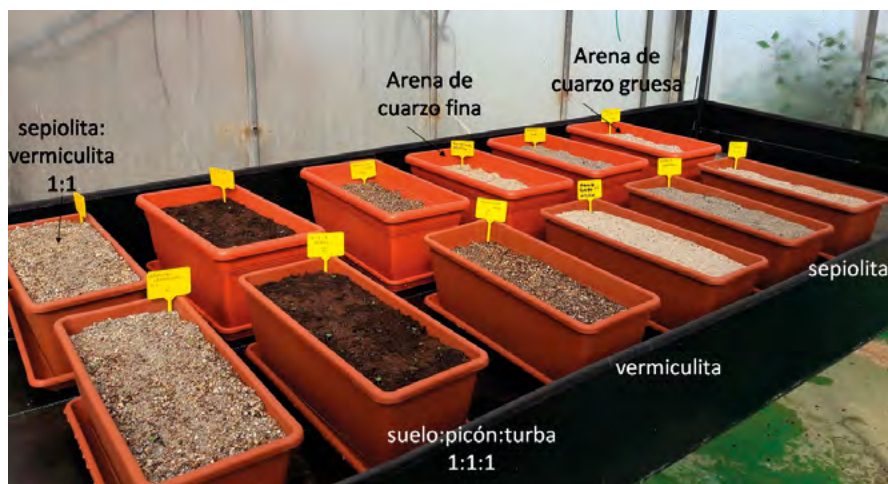 Arena de
cuarzo fina
Arena de
cuarzo gruesa
sepiolita:
vermiculita
1:1
sepiolita
vermiculita
suelo:picón:turba
1:1:1